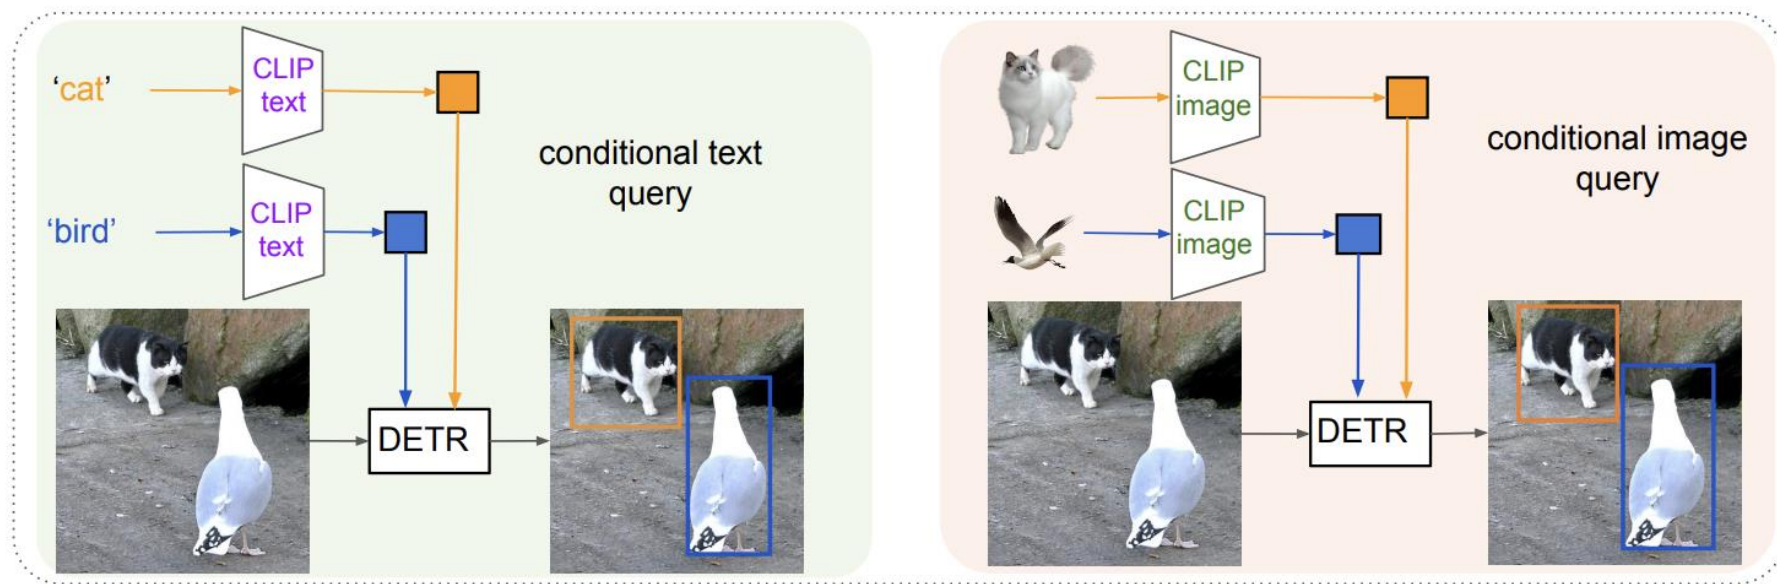 ‘cat’
CLIP
text
conditional text
query
‘bird’
CLIP
text
DETR
CLIP
image
conditional image
query
CLIP
image
DETR